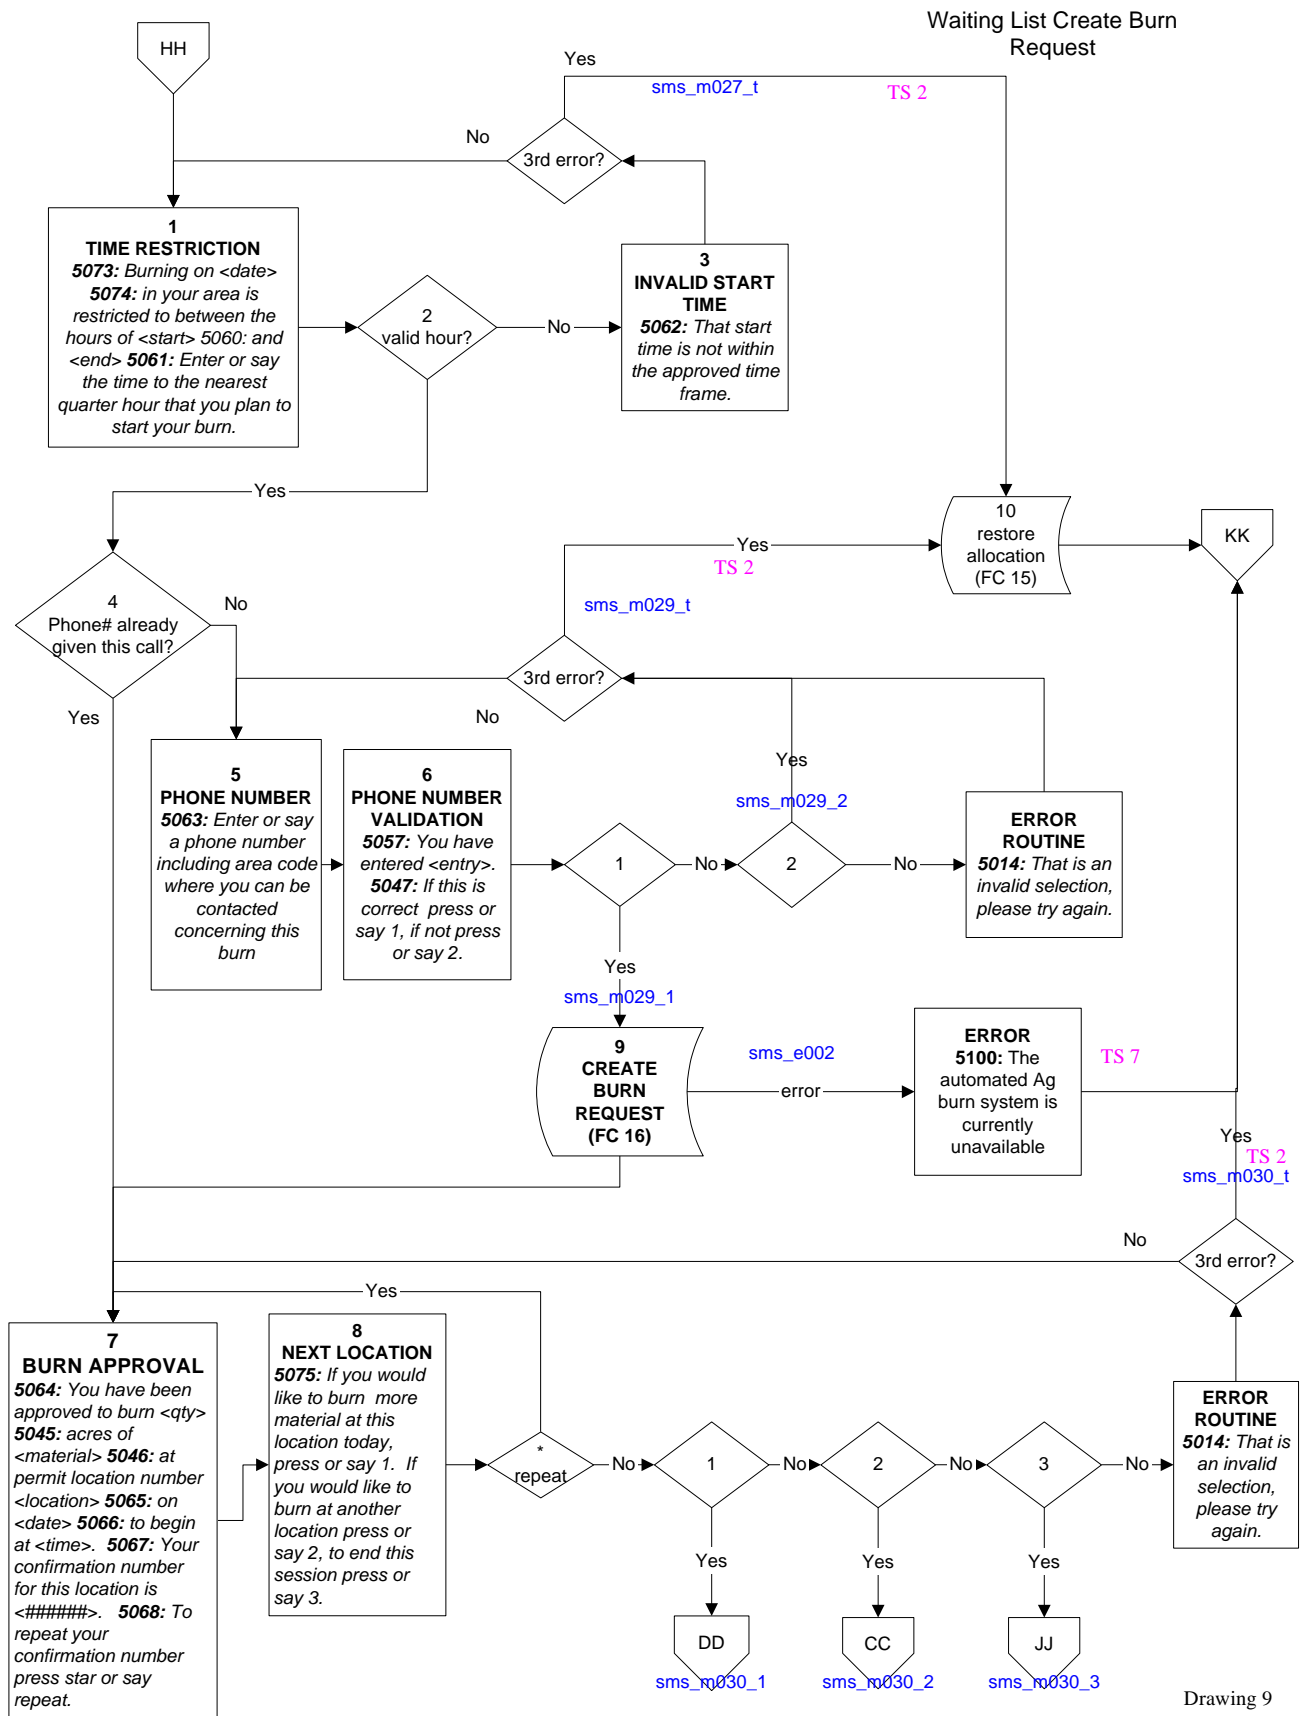 Waiting List Create Burn
Request
HH
Yes
sms_m027_t
TS 2
No
3rd error?
1
TIME RESTRICTION
5073: Burning on <date>
5074: in your area is
restricted to between the
hours of <start> 5060: and
<end> 5061: Enter or say
the time to the nearest
quarter hour that you plan to
start your burn.
2
valid hour?
No
3
INVALID START
TIME
5062: That start
time is not within
the approved time
frame.
Yes
10
restore
allocation
(FC 15)
KK
Yes
TS 2
sms_m029_t
4
Phone# already
given this call?
No
Yes
3rd error?
No
5
PHONE NUMBER
5063: Enter or say
a phone number
including area code
where you can be
contacted
concerning this
burn
6
PHONE NUMBER
VALIDATION
5057: You have
entered <entry>.
5047: If this is
correct press or
say 1, if not press
or say 2.
1
No
Yes
sms_m029_2
2
No
ERROR
ROUTINE
5014: That is an
invalid selection,
please try again.
Yes
sms_m029_1
9
CREATE
BURN
REQUEST
(FC 16)
sms_e002
error
ERROR
5100: The
automated Ag
burn system is
currently
unavailable
TS 7
Yes
TS 2
sms_m030_t
No
3rd error?
Yes
7
BURN APPROVAL
5064: You have been
approved to burn <qty>
5045: acres of
<material> 5046: at
permit location number
<location> 5065: on
<date> 5066: to begin
at <time>. 5067: Your
confirmation number
for this location is
<######>. 5068: To
repeat your
confirmation number
press star or say
repeat.
8
NEXT LOCATION
5075: If you would
like to burn more
material at this
location today,
press or say 1. If
you would like to
burn at another
location press or
say 2, to end this
session press or
say 3.
*
repeat
No
1
No
2
No
3
No
ERROR
ROUTINE
5014: That is
an invalid
selection,
please try
again.
Yes
Yes
Yes
DD
CC
JJ
sms_m030_1
sms_m030_2
sms_m030_3
Drawing 9